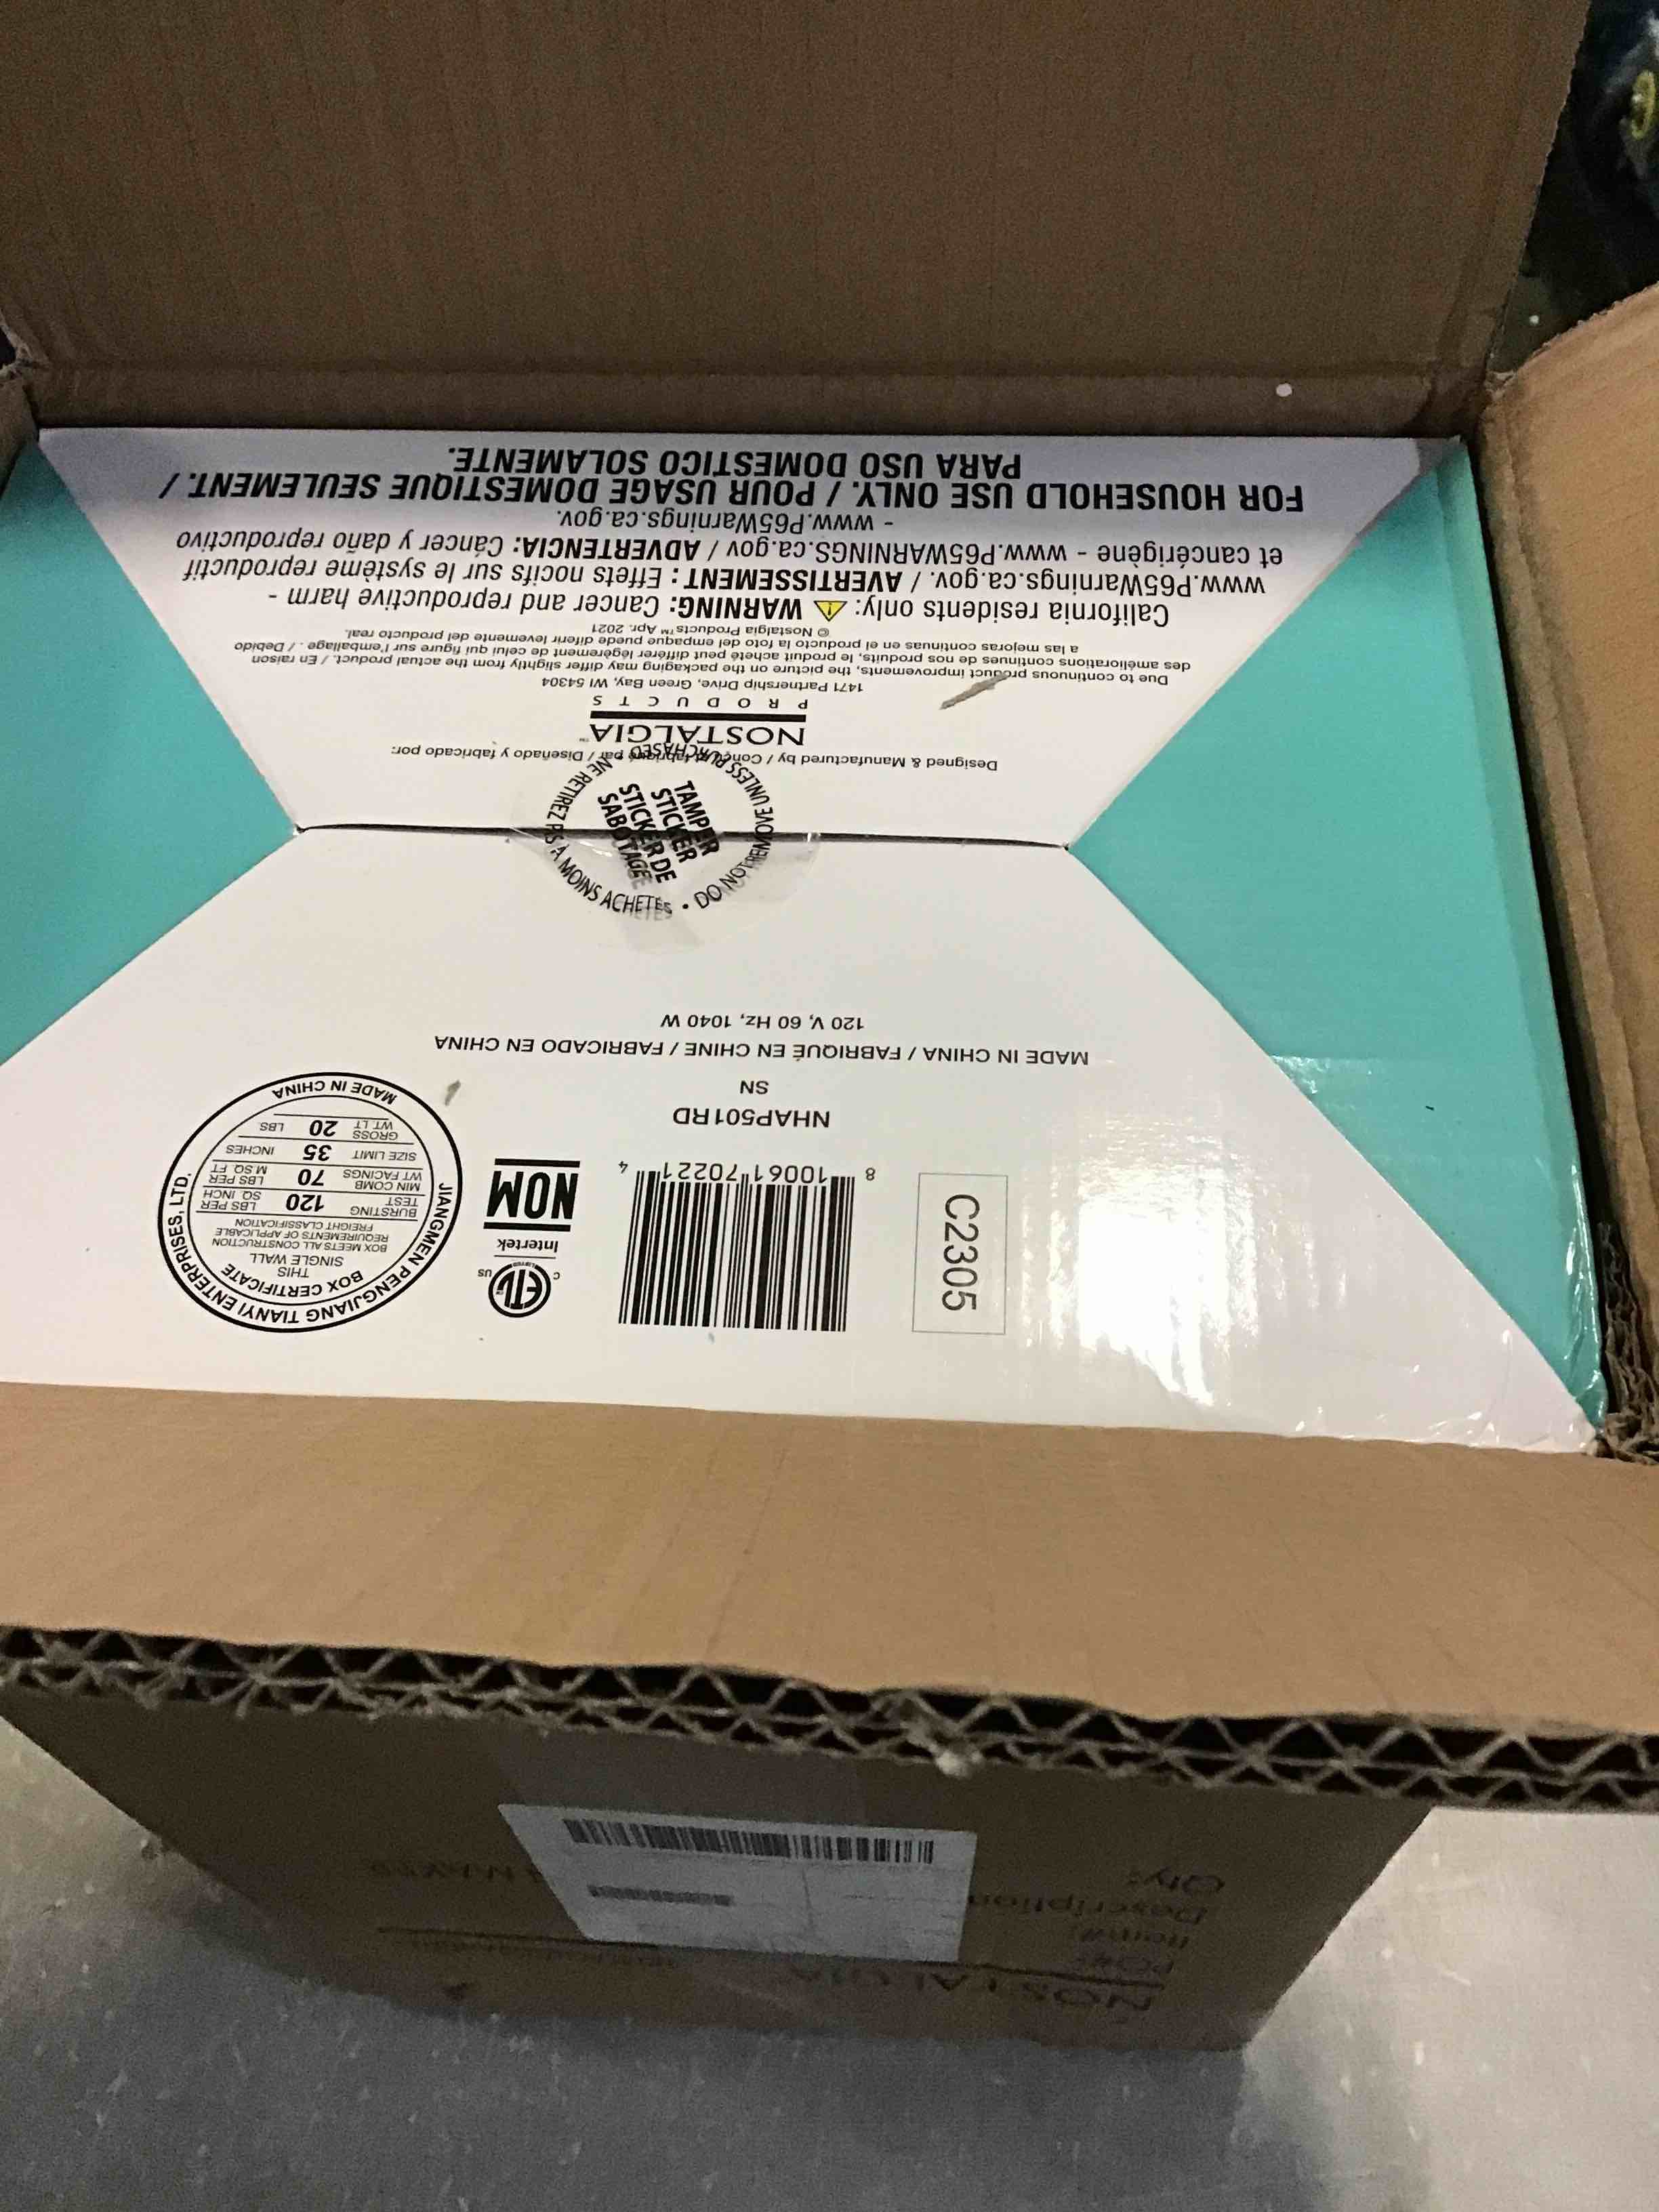 FOR HOUSEHOLD USE ONLY. / POUR USAGE DOMESTIQUE SEULEMENT. /
PARA USO DOMESTICO SOLAMENTE.
California residents only: ⚠ WARNING: Cancer and reproductive harm -
www.P65Warnings.ca.gov. / AVERTISSEMENT : Effets nocifs sur le système reproductif
et cancérigène - www.P65WARNINGS.ca.gov / ADVERTENCIA: Cáncer y daño reproductivo
- www.P65Warnings.ca.gov.
Due to continuous product improvements, the picture on the packaging may differ slightly from the actual product. / En raison
des améliorations continues de nos produits, le produit acheté peut différer légèrement de celui qui figure sur l'emballage . / Debido
a las mejoras continuas en el producto la foto del empaque puede diferir levemente del producto real.
© Nostalgia Products™ Apr. 2021
1471 Partnership Drive, Green Bay, WI 54304
NOSTALGIA™
PRODUCTS
Designed & Manufactured by / Conçu et fabriqué par / Diseñado y fabricado por:
TAMPER
STICKER
STICKER DE
SABOTAGE
• DO NOT REMOVE UNLESS PURCHASED
NE RETIREZ PAS À MOINS ACHETÉS
C2305
8 10061 70221 4
NHAP501RD
SN
MADE IN CHINA / FABRIQUÉ EN CHINE / FABRICADO EN CHINA
120 V, 60 Hz, 1040 W
ETL
C US
Intertek
NOM
JIANGMEN PENGJIANG TIANYI ENTERPRISES, LTD.
BOX CERTIFICATE
THIS
SINGLE WALL
BOX MEETS ALL CONSTRUCTION
REQUIREMENTS OF APPLICABLE
FREIGHT CLASSIFICATION
BURSTING TEST 120 LBS PER SQ. INCH
MIN COMB WT FACINGS 70 LBS PER M SQ. FT
SIZE LIMIT 35 INCHES
GROSS WT LT 20 LBS
MADE IN CHINA
NOSTALGIA
PO#:
Item#:
Description:
Qty: